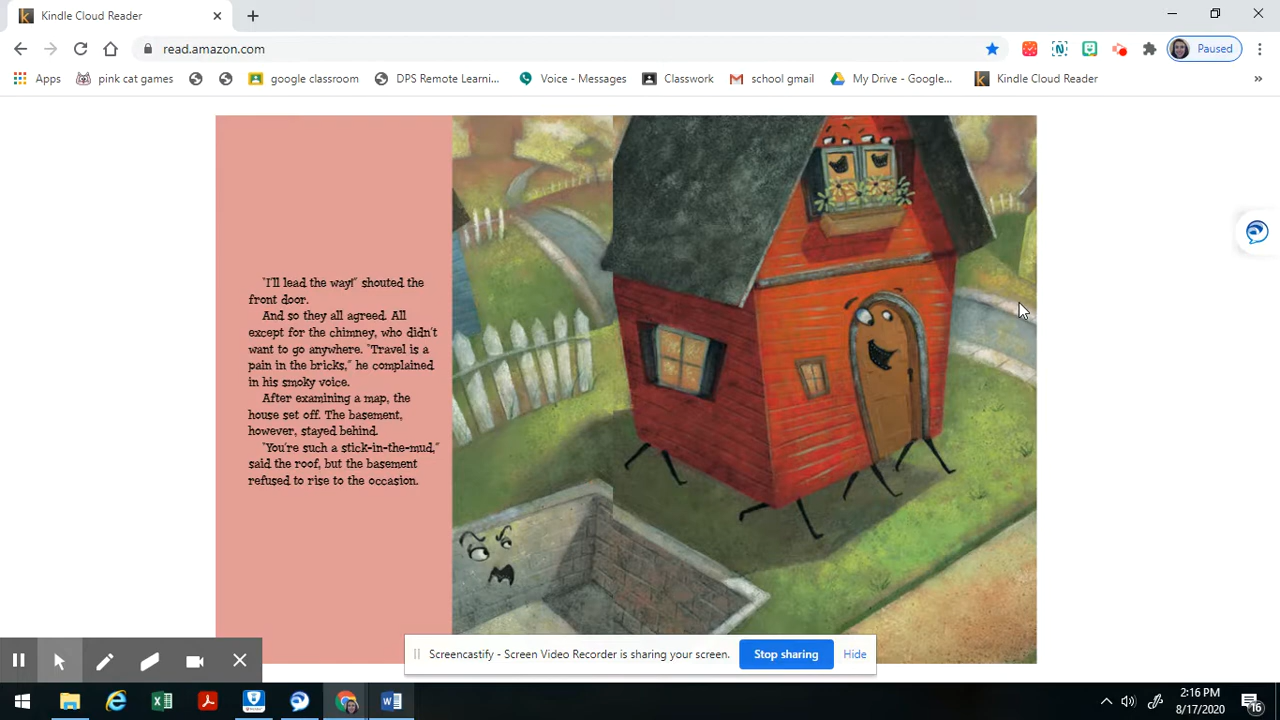 Kindle Cloud Reader
read.amazon.com
Paused
Apps
pink cat games
google classroom
DPS Remote Learni...
Voice - Messages
Classwork
school gmail
My Drive - Google...
Kindle Cloud Reader
"I'll lead the way!" shouted the
front door.
And so they all agreed. All
except for the chimney, who didn't
want to go anywhere. "Travel is a
pain in the bricks," he complained
in his smoky voice.
After examining a map, the
house set off. The basement,
however, stayed behind.
"You're such a stick-in-the-mud,"
said the roof, but the basement
refused to rise to the occasion.
Screencastify - Screen Video Recorder is sharing your screen.
Stop sharing
Hide
2:16 PM
8/17/2020
16